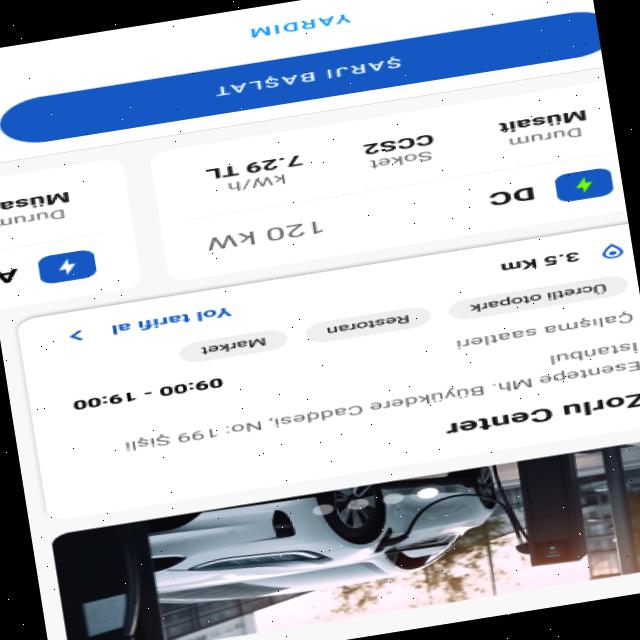 Zorlu Center
Esentepe Mh. Büyükdere Caddesi, No:199 Şişli
İstanbul
Çalışma saatleri 09:00 - 19:00
Ücretli otopark Restoran Market
3.5 Km Yol tarifi al
DC 120 kW
Durum Soket kW/h
Müsait CCS2 7.29 TL
A
Durum
Müsai
ŞARJI BAŞLAT
YARDIM